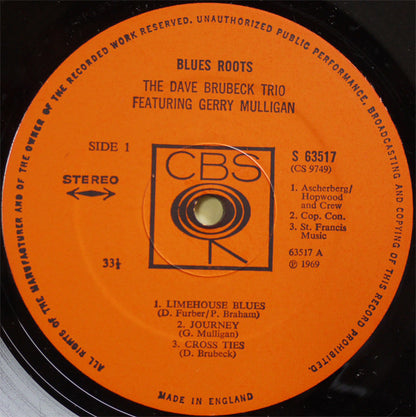 ALL RIGHTS OF THE MANUFACTURER AND OF THE OWNER OF THE RECORDED WORK RESERVED. UNAUTHORIZED PUBLIC PERFORMANCE, BROADCASTING AND COPYING OF THIS RECORD PROHIBITED.
BLUES ROOTS
THE DAVE BRUBECK TRIO
FEATURING GERRY MULLIGAN
SIDE 1
CBS
S 63517
(CS 9749)
STEREO
1. Ascherberg/
Hopwood
and Crew
2. Cop. Con.
3. St. Francis
Music
33⅓
63517 A
℗ 1969
1. LIMEHOUSE BLUES
(D. Furber/P. Braham)
2. JOURNEY
(G. Mulligan)
3. CROSS TIES
(D. Brubeck)
MADE IN ENGLAND